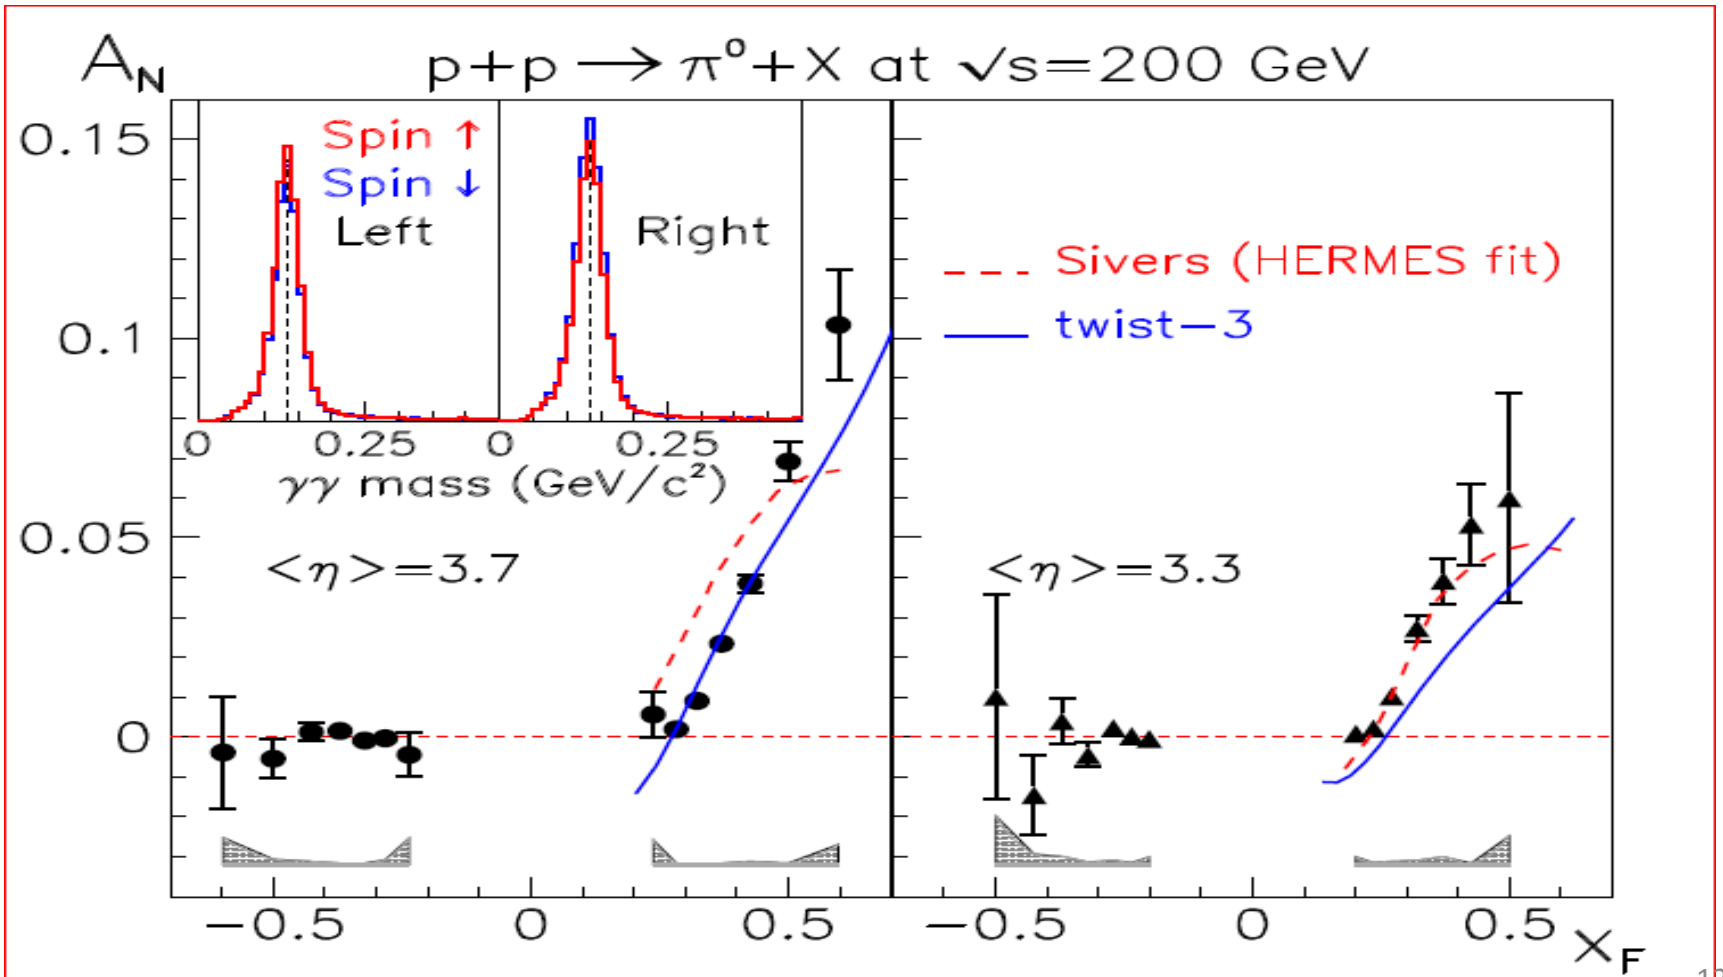 A_N
p+p → π⁰+X at √s=200 GeV
0.15
0.1
0.05
0
Spin ↑
Spin ↓
Left
Right
0 0.25 0 0.25
γγ mass (GeV/c²)
<η>=3.7
Sivers (HERMES fit)
twist−3
<η>=3.3
−0.5 0 0.5 −0.5 0 0.5
x_F